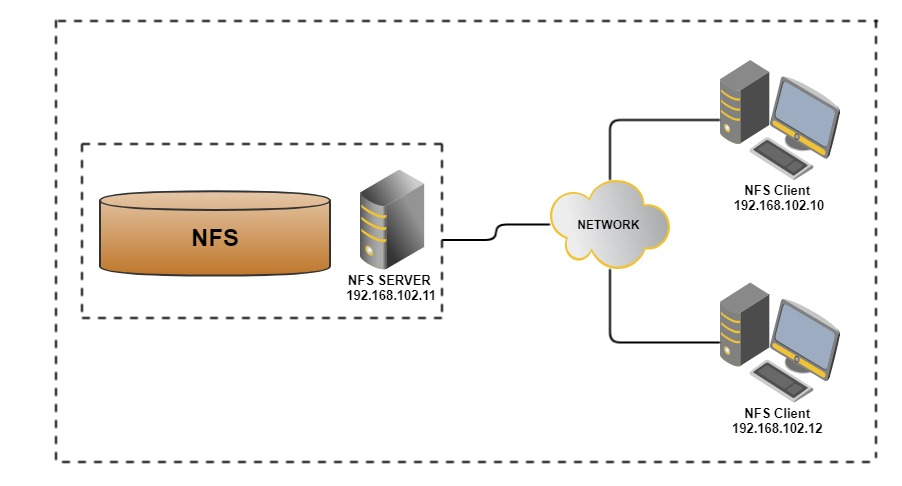 NFS
NFS SERVER
192.168.102.11
NETWORK
NFS Client
192.168.102.10
NFS Client
192.168.102.12